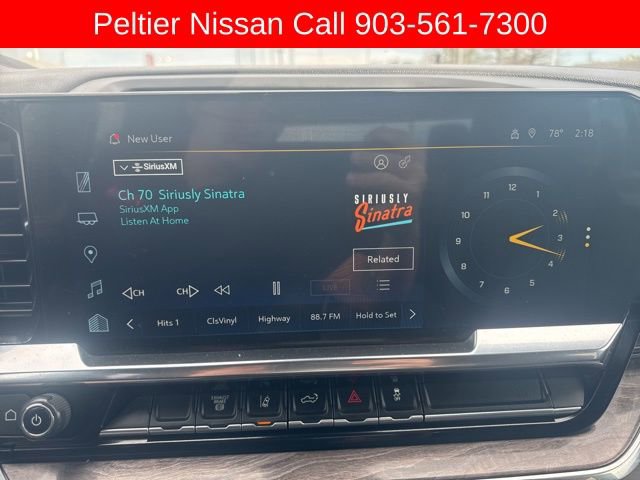 Peltier Nissan Call 903-561-7300
New User
78° 2:18
SiriusXM
Ch 70 Siriusly Sinatra
SiriusXM App
Listen At Home
SIRIUSLY
Sinatra
Related
CH CH LIVE
Hits 1 ClsVinyl Highway 88.7 FM Hold to Set
12
1
2
3
4
5
6
7
8
9
10
11
EXHAUST
BRAKE